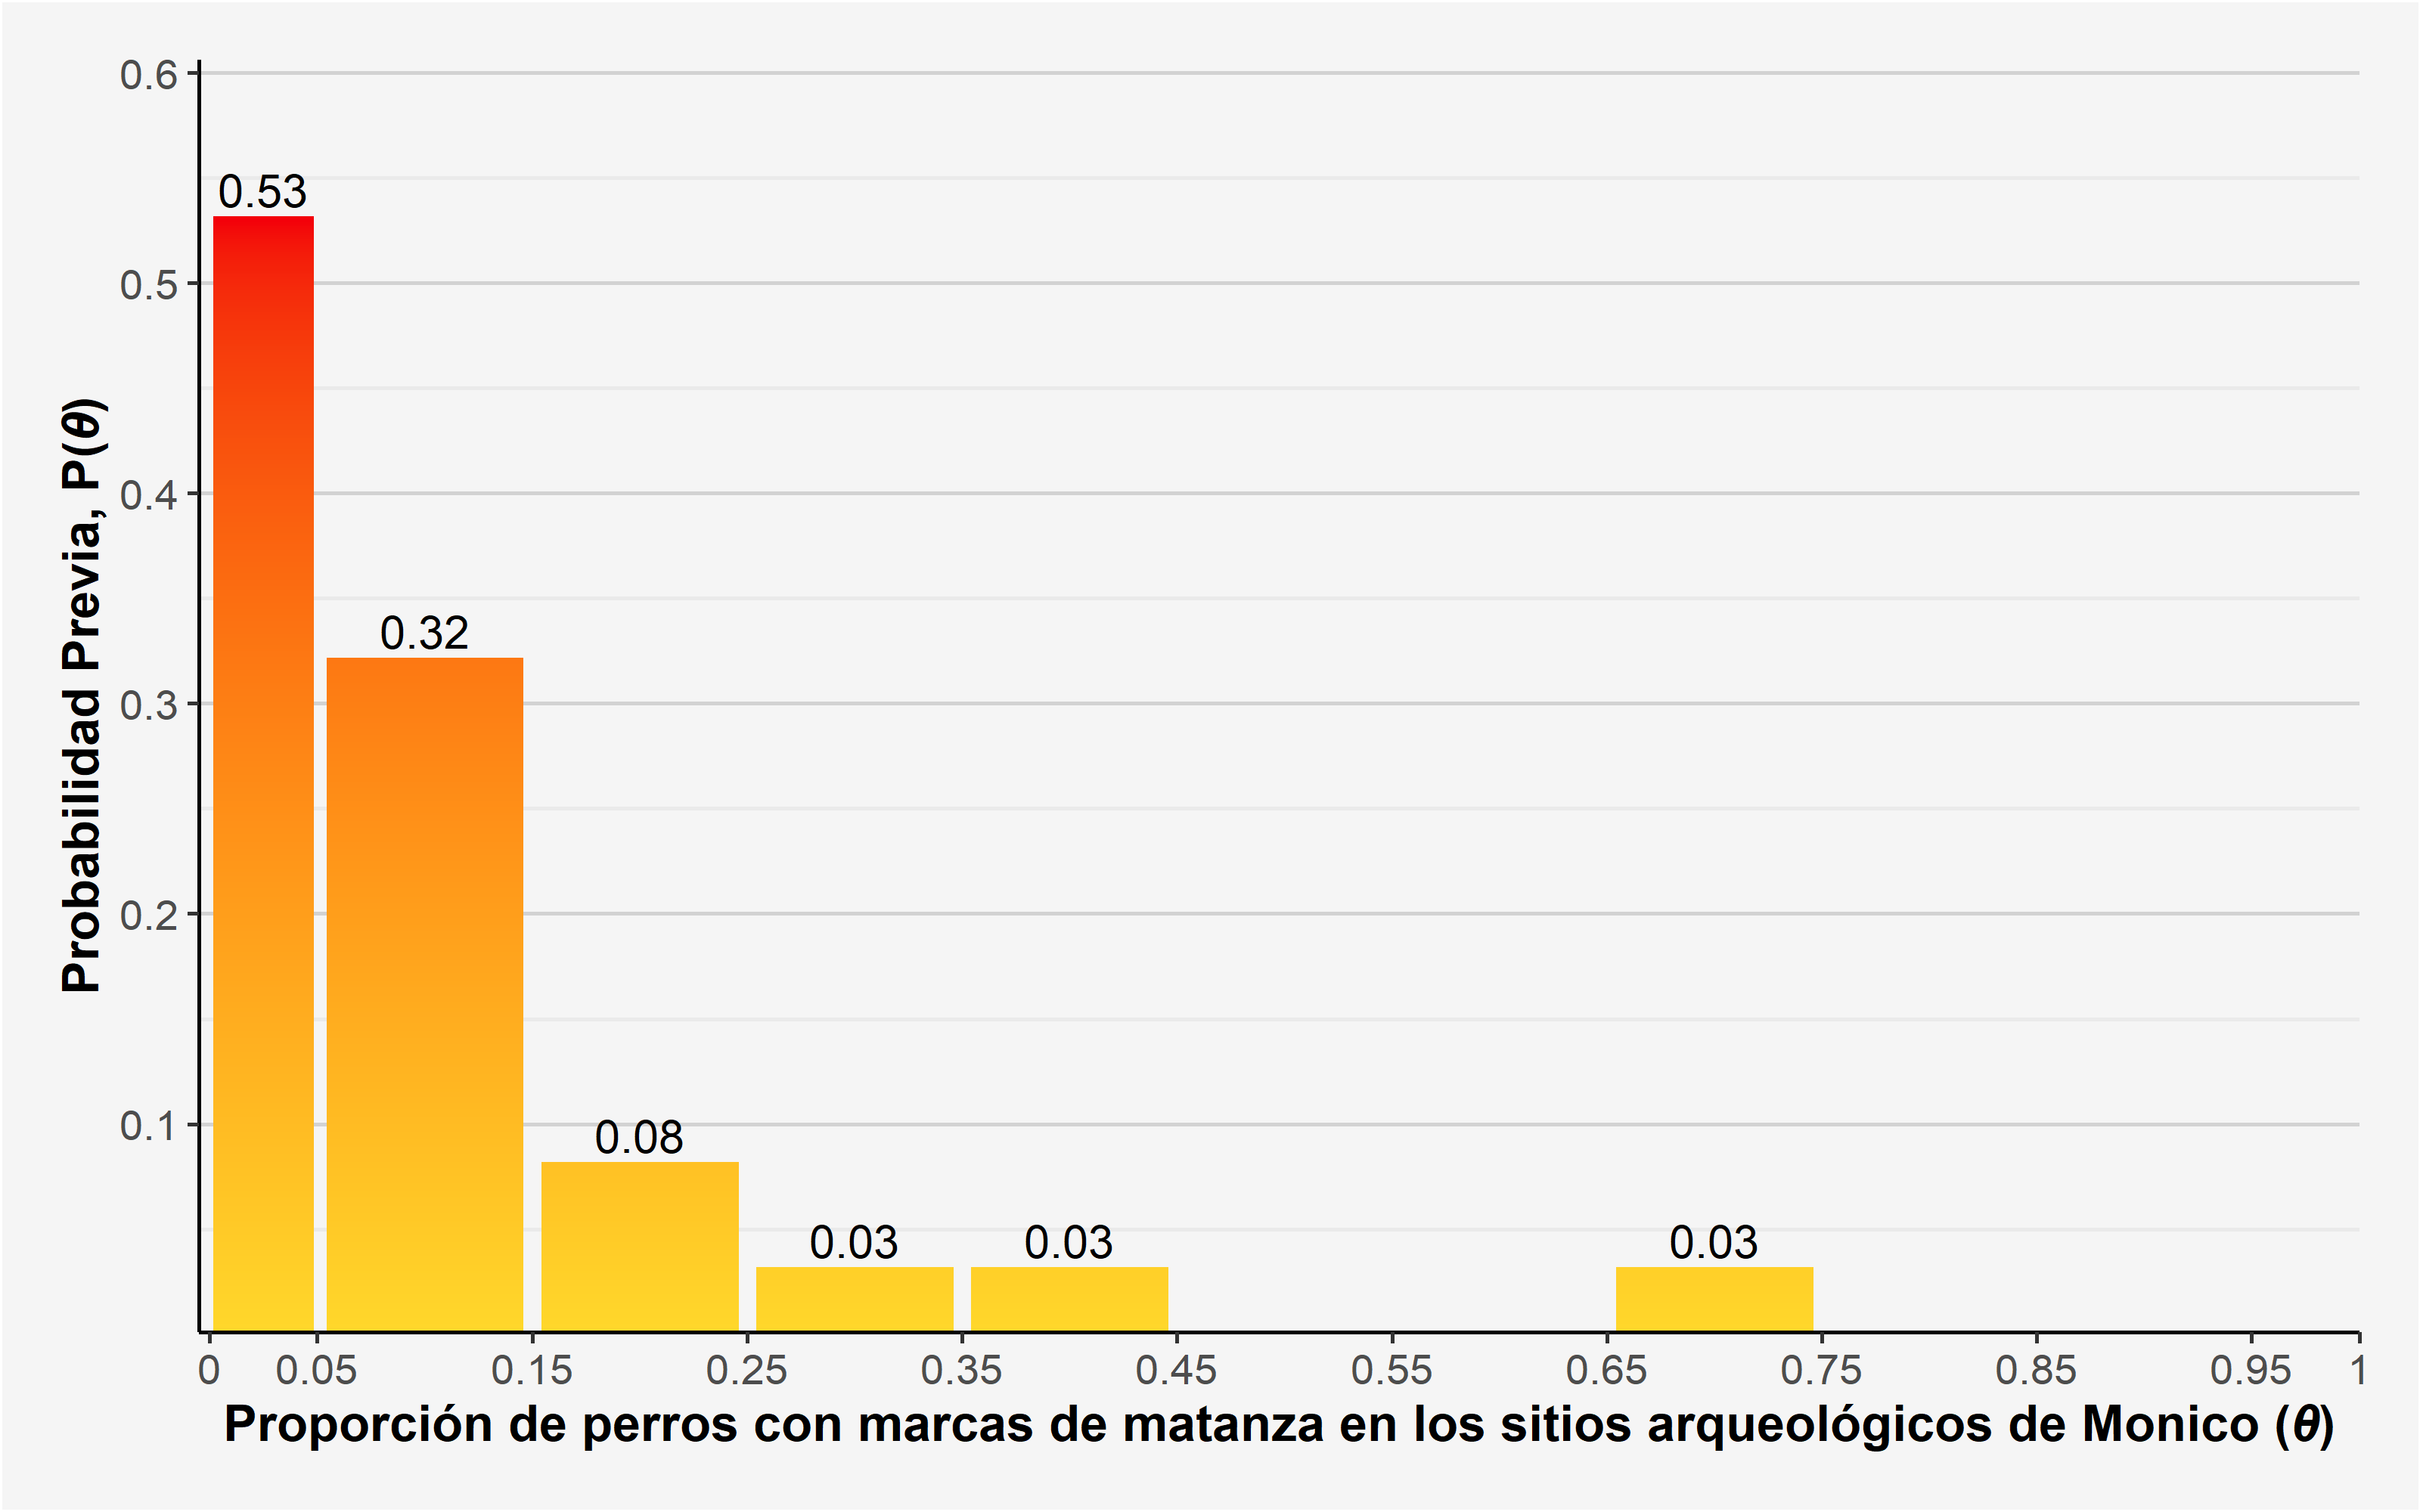 0.6
0.53
0.5
0.4
0.32
0.3
0.2
0.1
0.08
0.03 0.03 0.03
Probabilidad Previa, P(θ)
0 0.05 0.15 0.25 0.35 0.45 0.55 0.65 0.75 0.85 0.95 1
Proporción de perros con marcas de matanza en los sitios arqueológicos de Monico (θ)